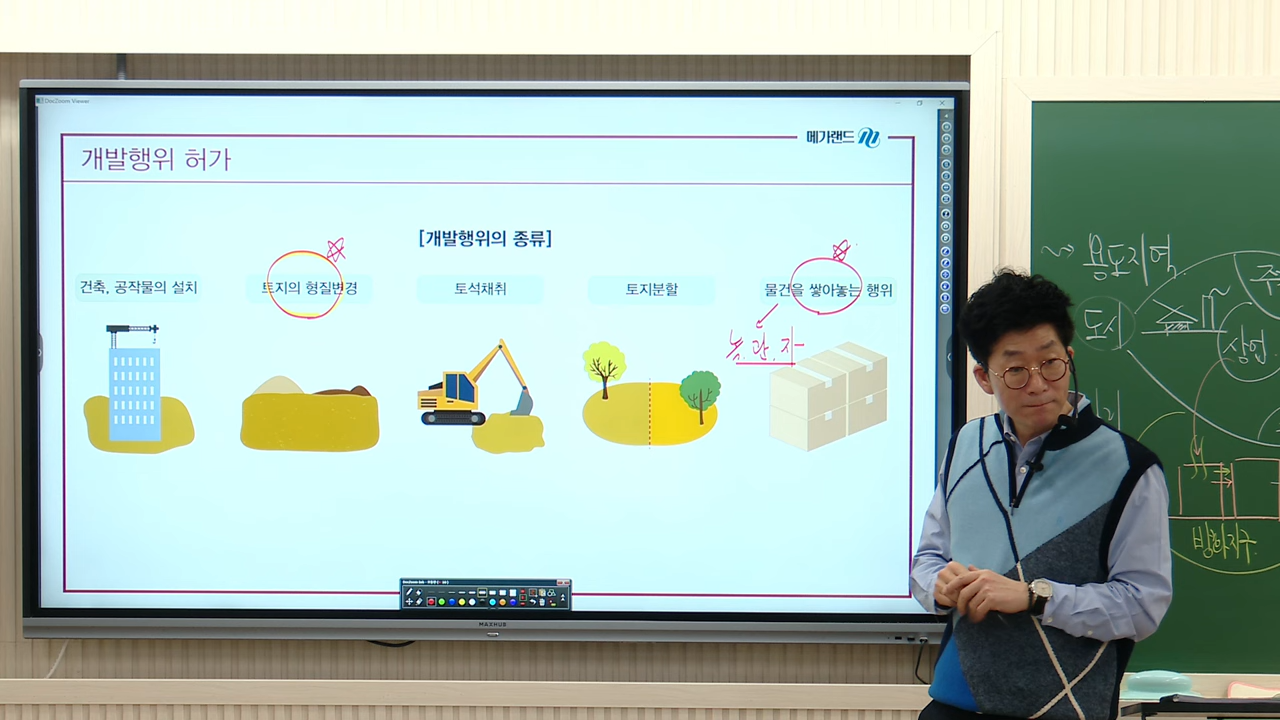 DocZoom Viewer
메가랜드
개발행위 허가
[개발행위의 종류]
건축, 공작물의 설치
토지의 형질변경
토석채취
토지분할
물건을 쌓아놓는 행위
농.관.자
MAXHUB
용도지역
도시
주
상업
방화지구